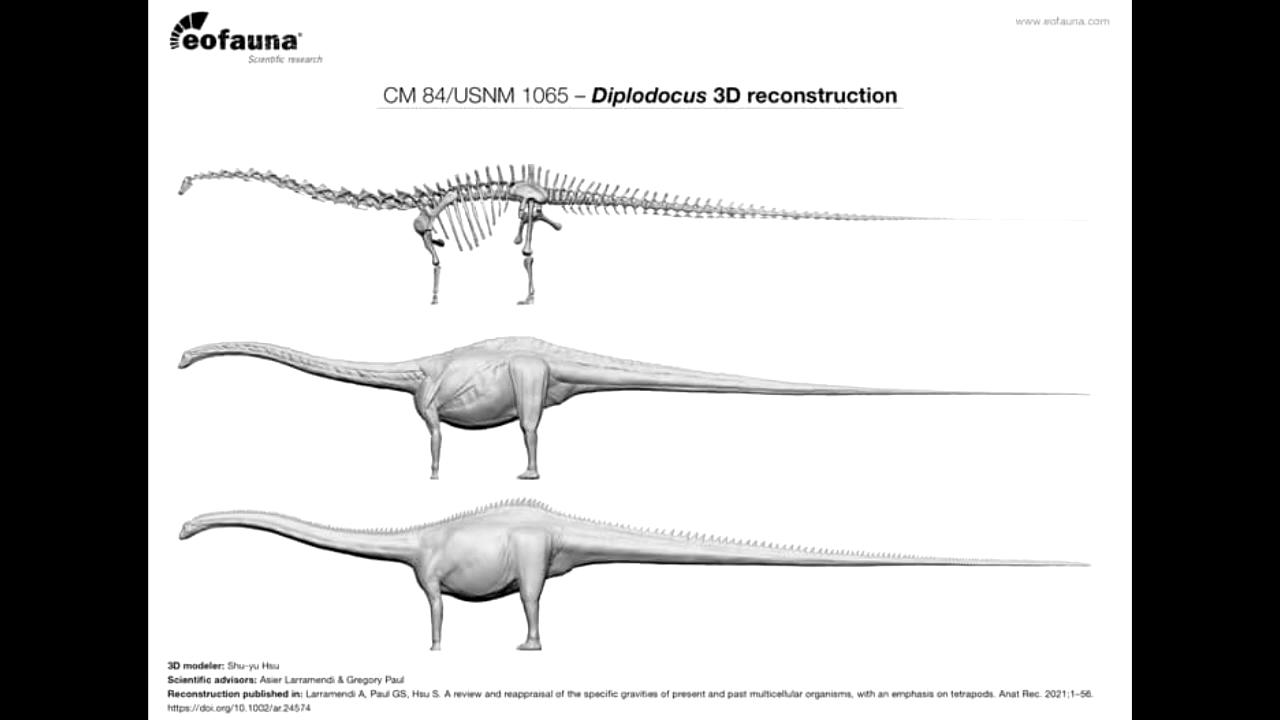 eofauna®
Scientific research
www.eofauna.com
CM 84/USNM 1065 – Diplodocus 3D reconstruction
3D modeler: Shu-yu Hsu
Scientific advisors: Asier Larramendi & Gregory Paul
Reconstruction published in: Larramendi A, Paul GS, Hsu S. A review and reappraisal of the specific gravities of present and past multicellular organisms, with an emphasis on tetrapods. Anat Rec. 2021;1–56.
https://doi.org/10.1002/ar.24574